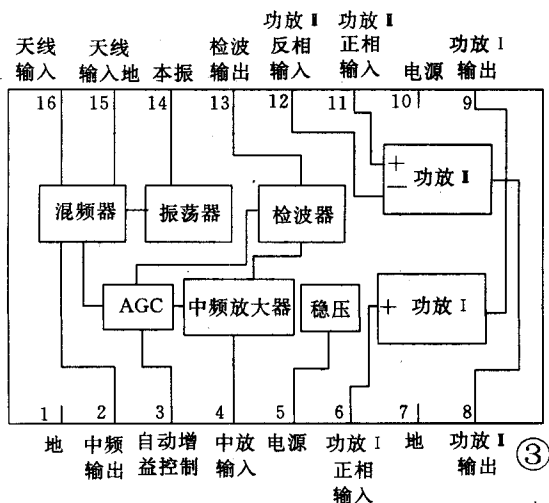 功放Ⅱ 功放Ⅱ
天线 天线 检波 反相 正相 功放Ⅰ
输入 输入地 本振 输出 输入 输入 电源 输出
16 15 14 13 12 11 10 9
+
− 功放Ⅱ
混频器 振荡器 检波器
AGC 中频放大器 稳压 + 功放Ⅰ
1 2 3 4 5 6 7 8
地 中频 自动增 中放 电源 功放Ⅰ 地 功放Ⅱ ③
输出 益控制 输入 正相 输出
输入